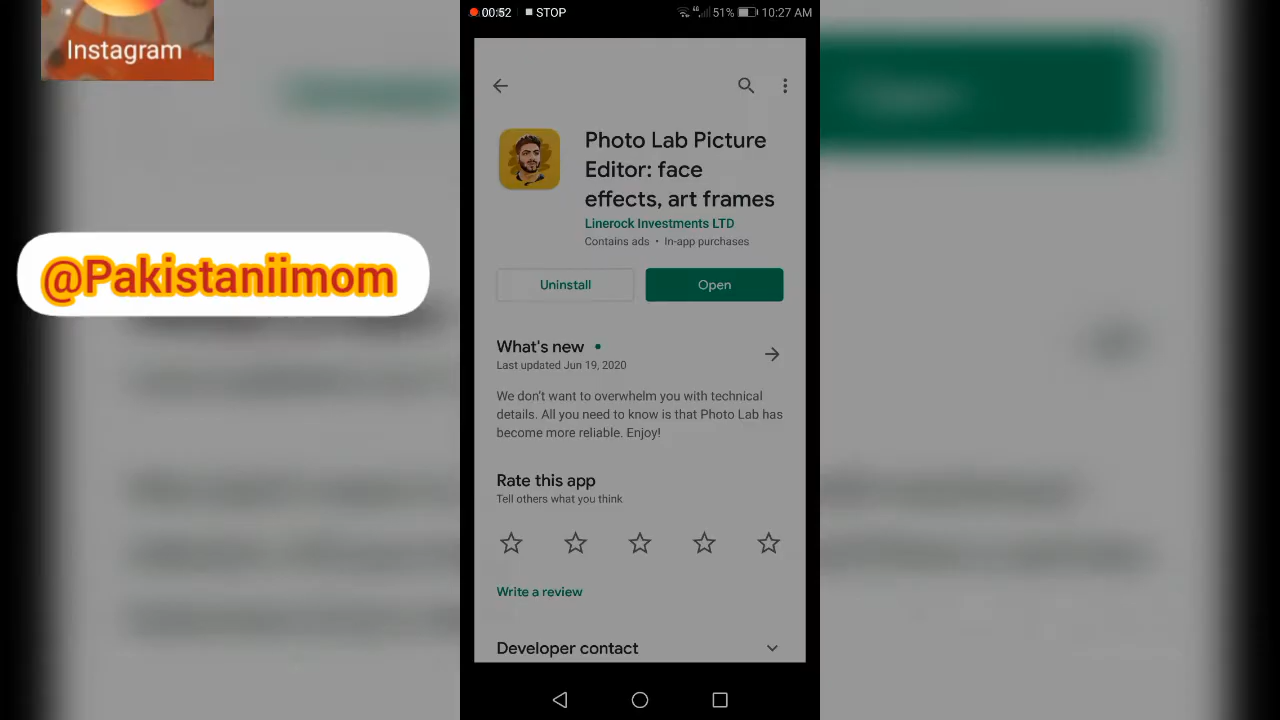 Instagram
@Pakistaniimom
00:52 STOP
4G 51% 10:27 AM
Photo Lab Picture
Editor: face
effects, art frames
Linerock Investments LTD
Contains ads • In-app purchases
Uninstall
Open
What's new •
Last updated Jun 19, 2020
We don't want to overwhelm you with technical
details. All you need to know is that Photo Lab has
become more reliable. Enjoy!
Rate this app
Tell others what you think
Write a review
Developer contact